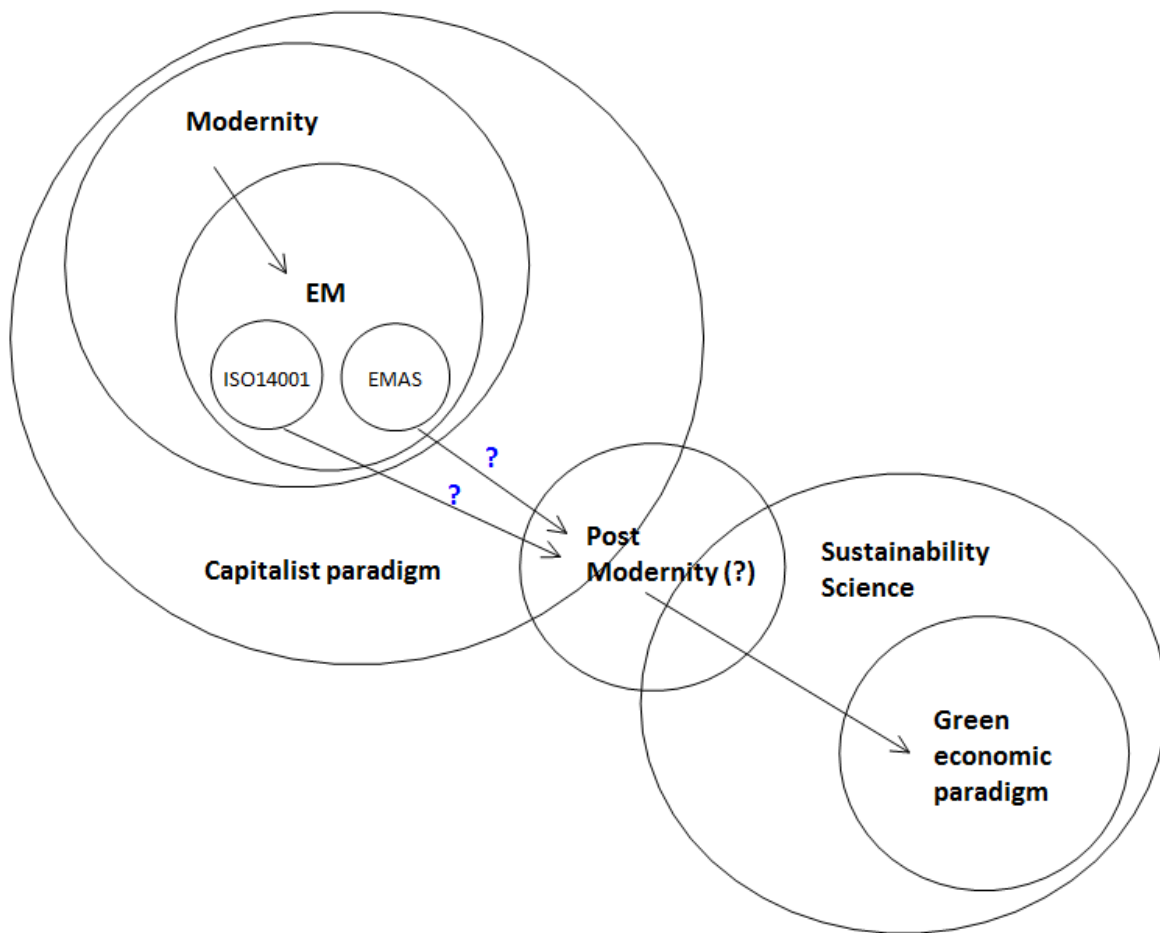 Modernity
EM
ISO14001
EMAS
?
?
Post
Modernity (?)
Capitalist paradigm
Sustainability
Science
Green
economic
paradigm